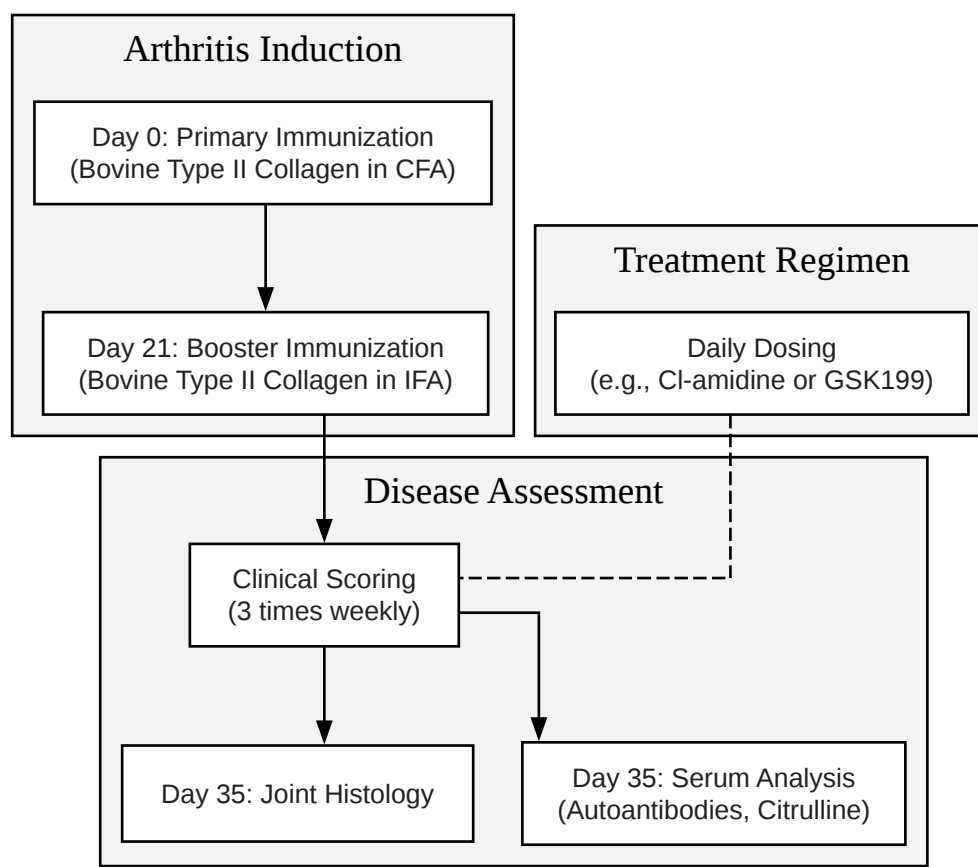 Arthritis Induction
Day 0: Primary Immunization
(Bovine Type II Collagen in CFA)
Day 21: Booster Immunization
(Bovine Type II Collagen in IFA)
Treatment Regimen
Daily Dosing
(e.g., Cl-amidine or GSK199)
Disease Assessment
Clinical Scoring
(3 times weekly)
Day 35: Joint Histology
Day 35: Serum Analysis
(Autoantibodies, Citrulline)